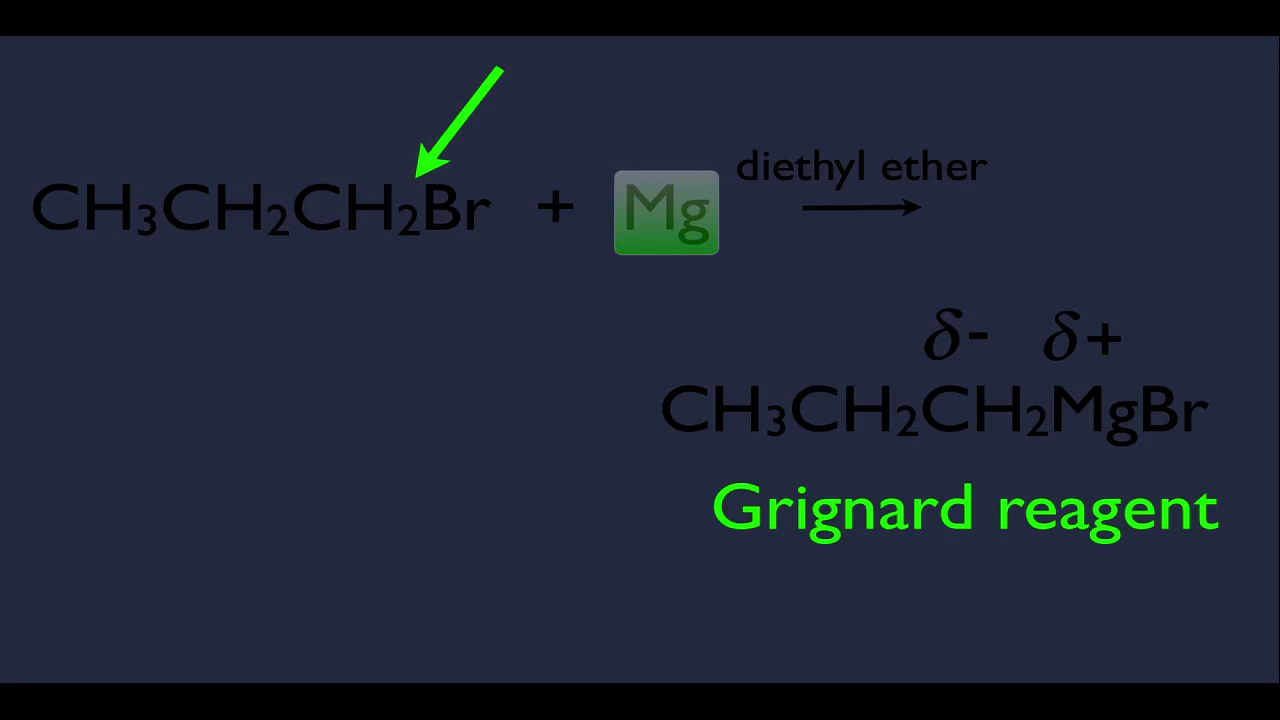 CH₃CH₂CH₂Br + Mg diethyl ether
δ- δ+
CH₃CH₂CH₂MgBr
Grignard reagent